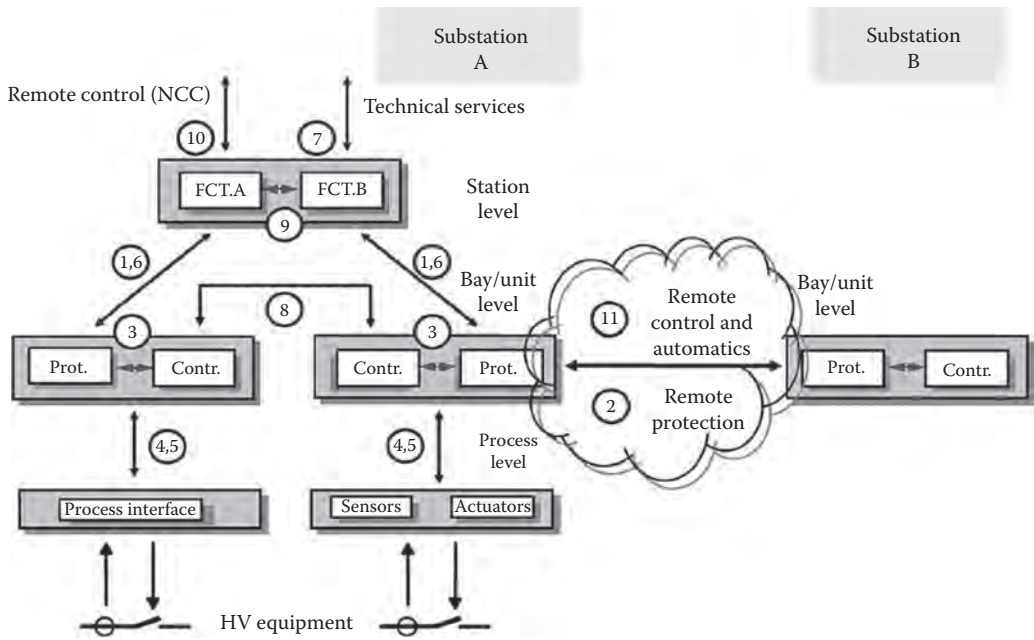 Substation
A
Substation
B
Remote control (NCC)
Technical services
10
7
FCT.A
FCT.B
Station
level
9
1,6
1,6
Bay/unit
level
Bay/unit
level
8
3
3
11
Remote
control and
automatics
Prot.
Contr.
Contr.
Prot.
Prot.
Contr.
2
Remote
protection
4,5
4,5
Process
level
Process interface
Sensors
Actuators
HV equipment